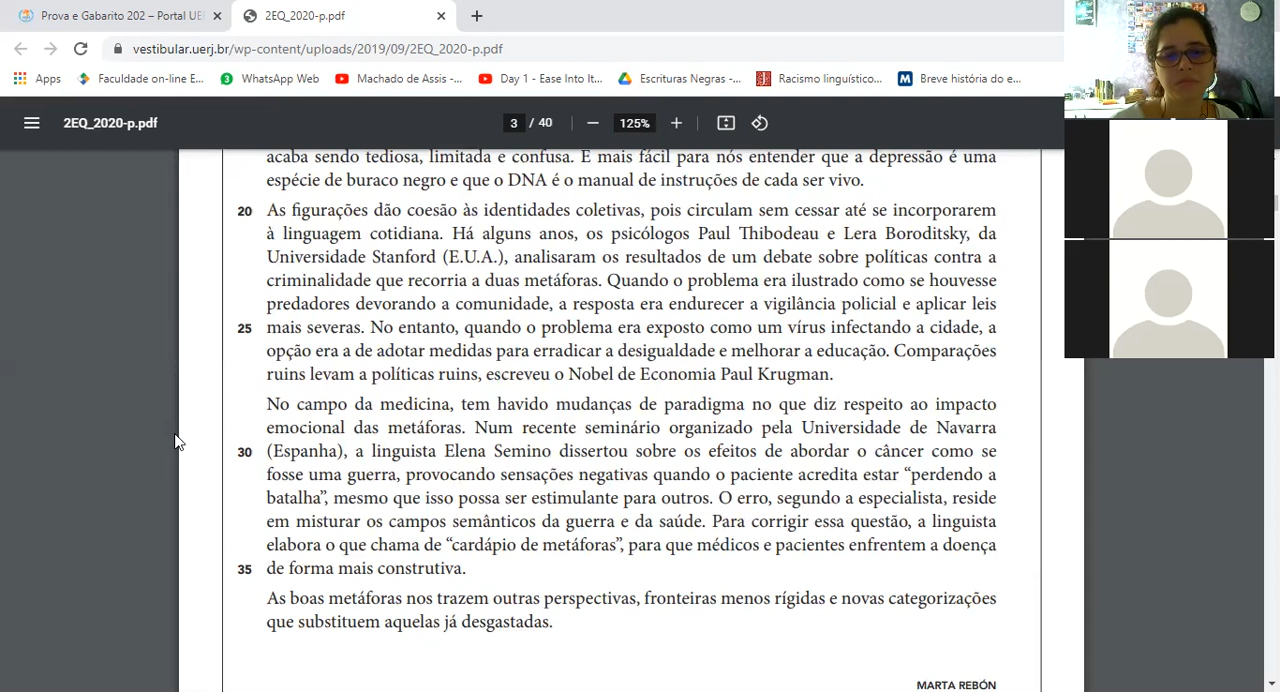 Prova e Gabarito 202 – Portal UE
2EQ_2020-p.pdf
vestibular.uerj.br/wp-content/uploads/2019/09/2EQ_2020-p.pdf
Apps
Faculdade on-line E...
WhatsApp Web
Machado de Assis -...
Day 1 - Ease Into It...
Escrituras Negras -...
Racismo linguístico...
Breve história do e...
2EQ_2020-p.pdf
3 / 40
125%
acaba sendo tediosa, limitada e confusa. É mais fácil para nós entender que a depressão é uma
espécie de buraco negro e que o DNA é o manual de instruções de cada ser vivo.
20 As figurações dão coesão às identidades coletivas, pois circulam sem cessar até se incorporarem
à linguagem cotidiana. Há alguns anos, os psicólogos Paul Thibodeau e Lera Boroditsky, da
Universidade Stanford (E.U.A.), analisaram os resultados de um debate sobre políticas contra a
criminalidade que recorria a duas metáforas. Quando o problema era ilustrado como se houvesse
predadores devorando a comunidade, a resposta era endurecer a vigilância policial e aplicar leis
25 mais severas. No entanto, quando o problema era exposto como um vírus infectando a cidade, a
opção era a de adotar medidas para erradicar a desigualdade e melhorar a educação. Comparações
ruins levam a políticas ruins, escreveu o Nobel de Economia Paul Krugman.
No campo da medicina, tem havido mudanças de paradigma no que diz respeito ao impacto
emocional das metáforas. Num recente seminário organizado pela Universidade de Navarra
30 (Espanha), a linguista Elena Semino dissertou sobre os efeitos de abordar o câncer como se
fosse uma guerra, provocando sensações negativas quando o paciente acredita estar “perdendo a
batalha”, mesmo que isso possa ser estimulante para outros. O erro, segundo a especialista, reside
em misturar os campos semânticos da guerra e da saúde. Para corrigir essa questão, a linguista
elabora o que chama de “cardápio de metáforas”, para que médicos e pacientes enfrentem a doença
35 de forma mais construtiva.
As boas metáforas nos trazem outras perspectivas, fronteiras menos rígidas e novas categorizações
que substituem aquelas já desgastadas.
MARTA REBÓN